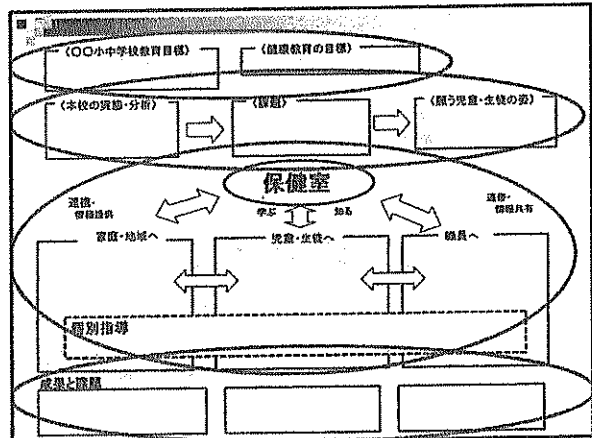 〈〇〇小中学校教育目標〉 〈健康教育の目標〉
〈本校の実態・分析〉 〈課題〉 〈願う児童・生徒の姿〉
保健室
連携・ 学ぶ 知る 連携・
情報提供 情報共有
家庭・地域へ 児童・生徒へ 職員へ
個別指導
成果と課題